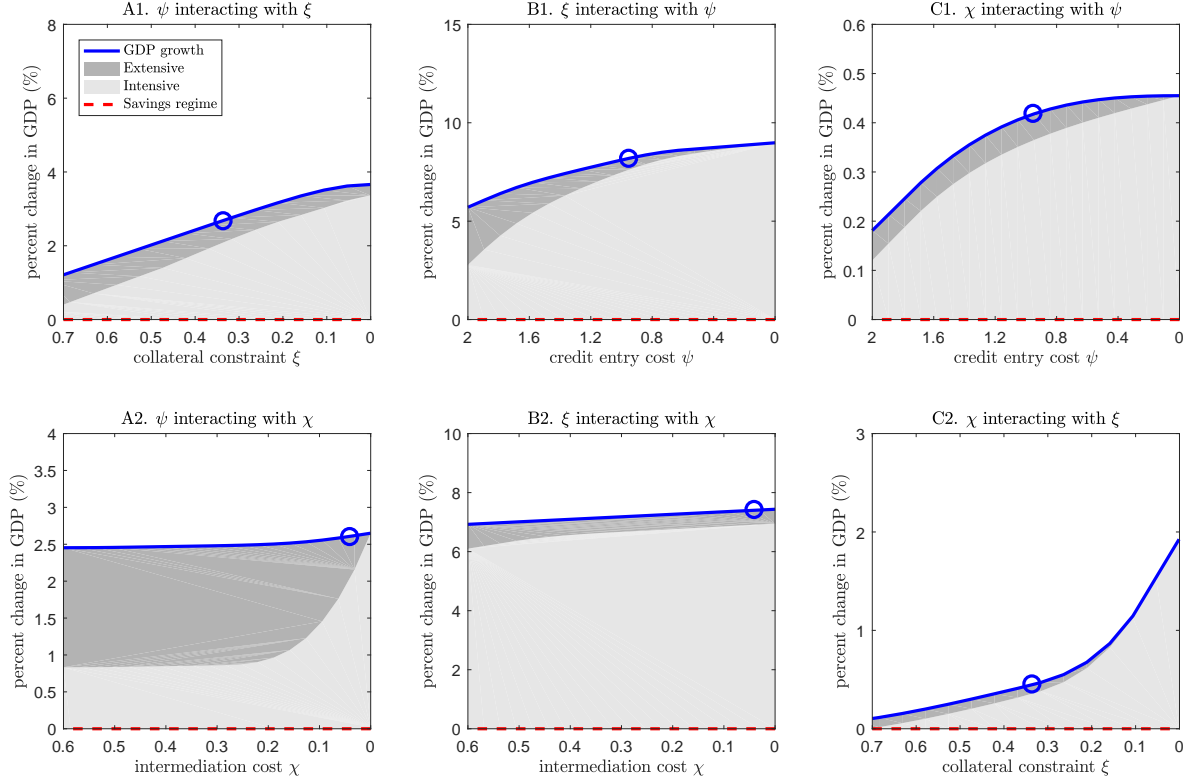 A1. ψ interacting with ξ
8
6
4
2
0
0.7 0.6 0.5 0.4 0.3 0.2 0.1 0
percent change in GDP (%)
collateral constraint ξ
GDP growth
Extensive
Intensive
Savings regime
B1. ξ interacting with ψ
15
10
5
0
2 1.6 1.2 0.8 0.4 0
percent change in GDP (%)
credit entry cost ψ
C1. χ interacting with ψ
0.6
0.5
0.4
0.3
0.2
0.1
0
2 1.6 1.2 0.8 0.4 0
percent change in GDP (%)
credit entry cost ψ
A2. ψ interacting with χ
4
3.5
3
2.5
2
1.5
1
0.5
0
0.6 0.5 0.4 0.3 0.2 0.1 0
percent change in GDP (%)
intermediation cost χ
B2. ξ interacting with χ
10
8
6
4
2
0
0.6 0.5 0.4 0.3 0.2 0.1 0
percent change in GDP (%)
intermediation cost χ
C2. χ interacting with ξ
3
2
1
0
0.7 0.6 0.5 0.4 0.3 0.2 0.1 0
percent change in GDP (%)
collateral constraint ξ